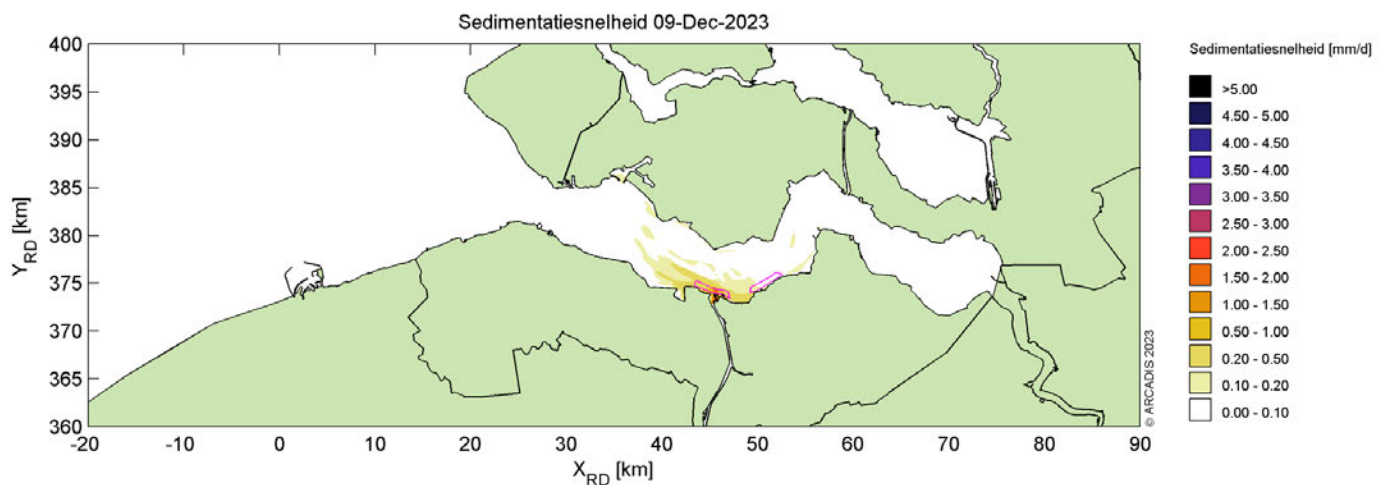 Sedimentatiesnelheid 09-Dec-2023
Sedimentatiesnelheid [mm/d]
400
395
390
385
380
375
370
365
360
Y_RD [km]
-20 -10 0 10 20 30 40 50 60 70 80 90
X_RD [km]
>5.00
4.50 - 5.00
4.00 - 4.50
3.50 - 4.00
3.00 - 3.50
2.50 - 3.00
2.00 - 2.50
1.50 - 2.00
1.00 - 1.50
0.50 - 1.00
0.20 - 0.50
0.10 - 0.20
0.00 - 0.10
© ARCADIS 2023